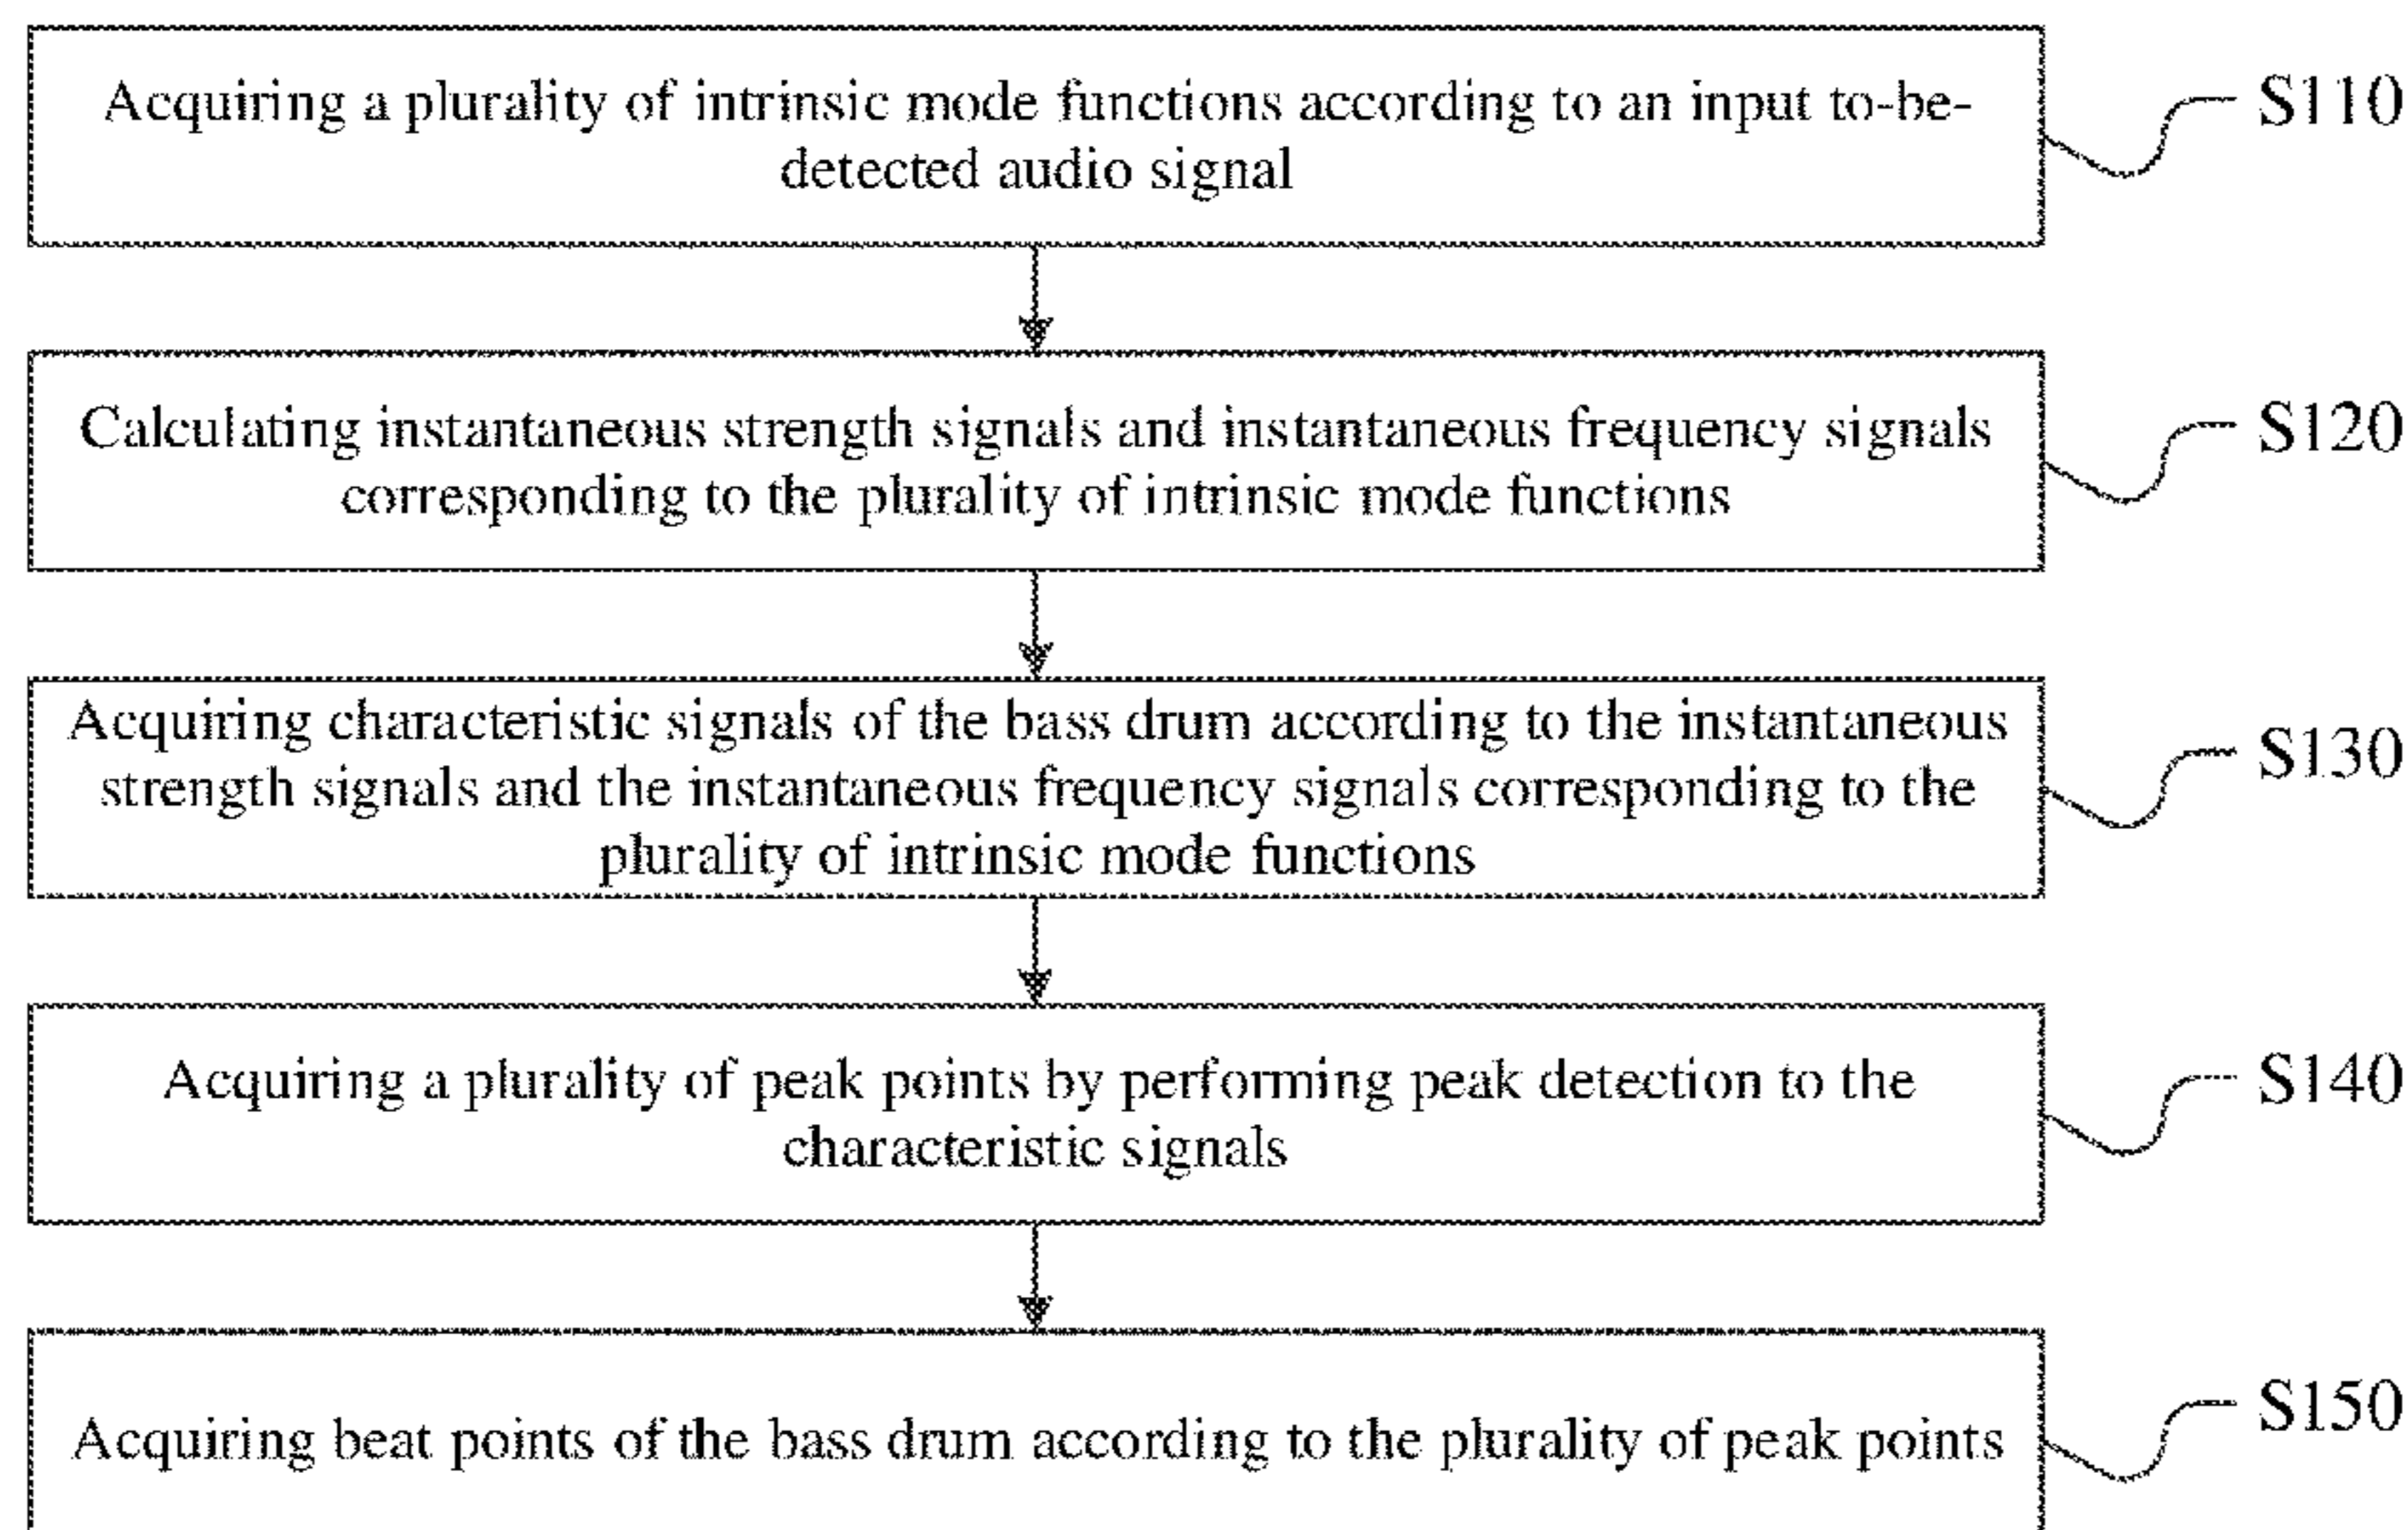 Acquiring a plurality of intrinsic mode functions according to an input to-be-
detected audio signal
S110
Calculating instantaneous strength signals and instantaneous frequency signals
corresponding to the plurality of intrinsic mode functions
S120
Acquiring characteristic signals of the bass drum according to the instantaneous
strength signals and the instantaneous frequency signals corresponding to the
plurality of intrinsic mode functions
S130
Acquiring a plurality of peak points by performing peak detection to the
characteristic signals
S140
Acquiring beat points of the bass drum according to the plurality of peak points
S150